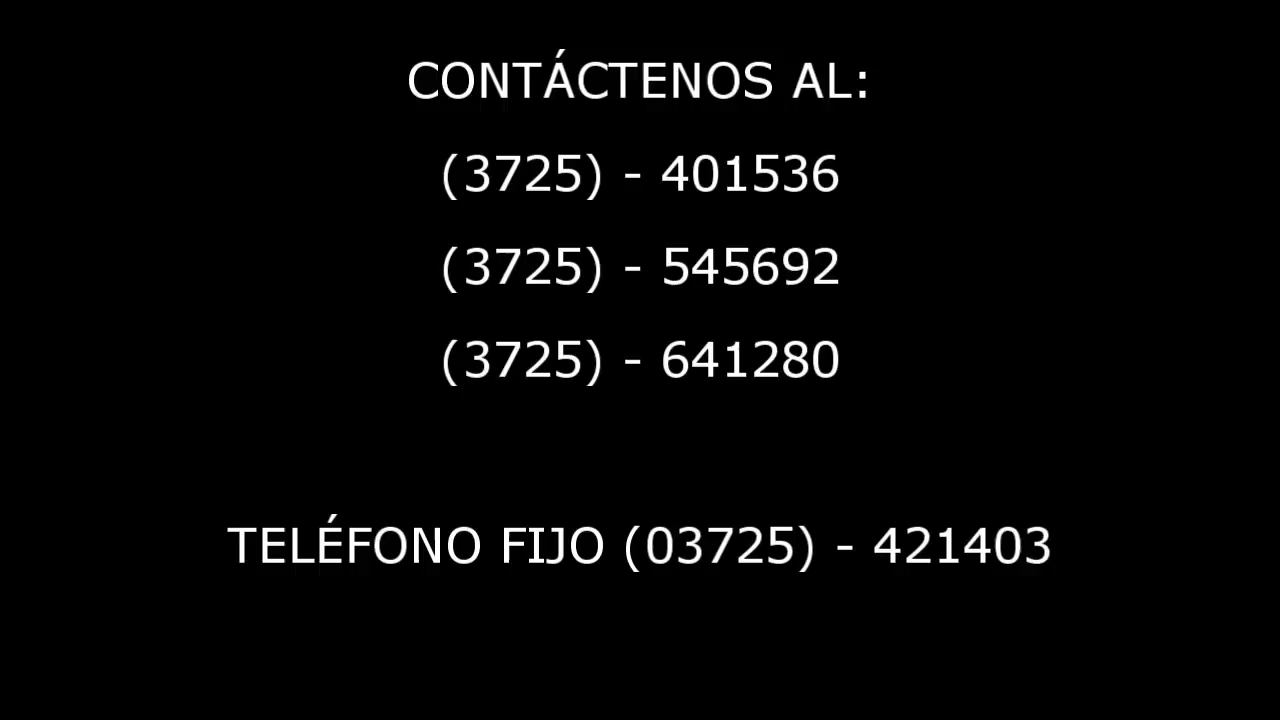 CONTÁCTENOS AL:
(3725) - 401536
(3725) - 545692
(3725) - 641280
TELÉFONO FIJO (03725) - 421403